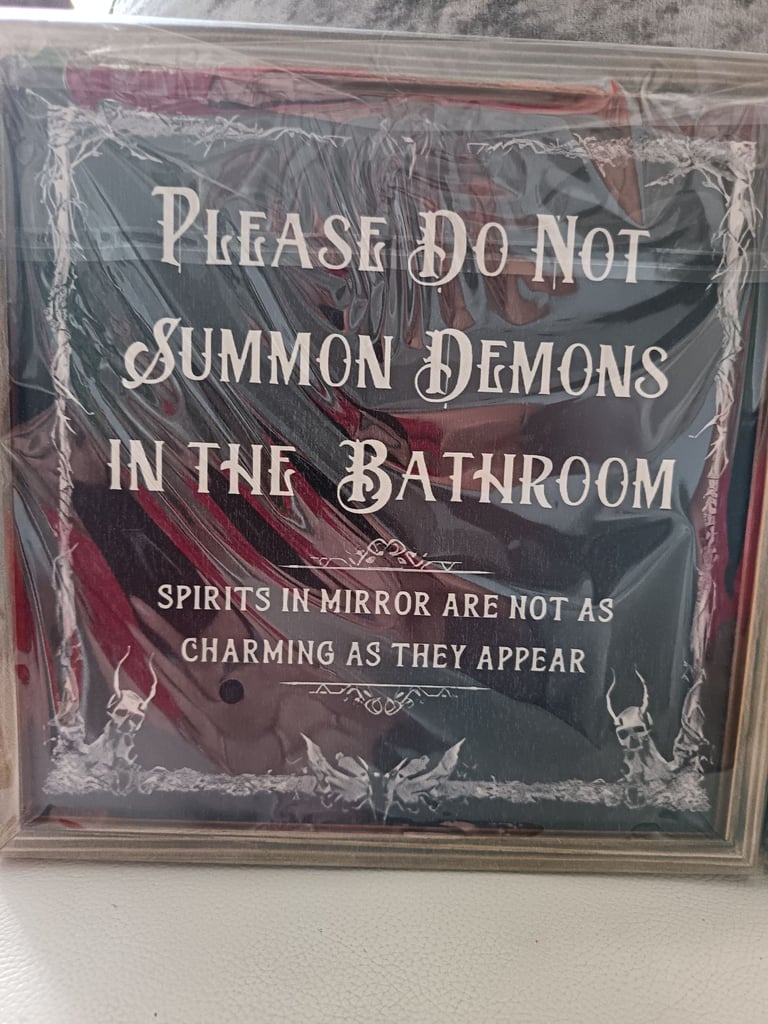 Please Do Not
Summon Demons
in the Bathroom
SPIRITS IN MIRROR ARE NOT AS
CHARMING AS THEY APPEAR